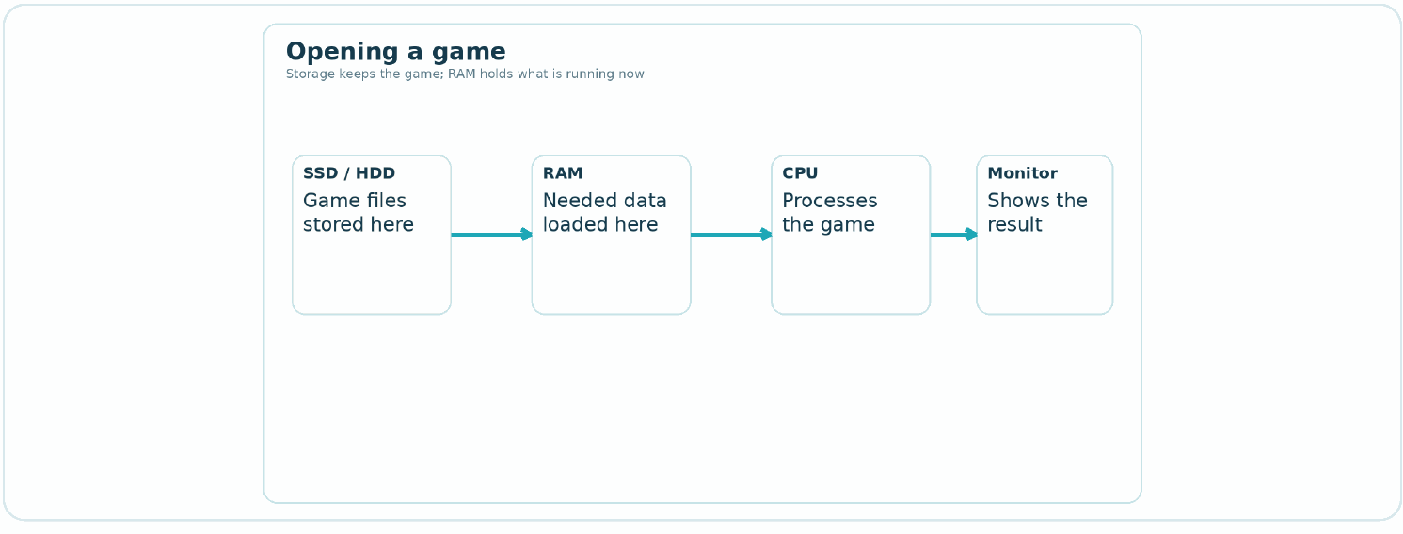 Opening a game
Storage keeps the game; RAM holds what is running now
SSD / HDD
Game files
stored here
RAM
Needed data
loaded here
CPU
Processes
the game
Monitor
Shows the
result